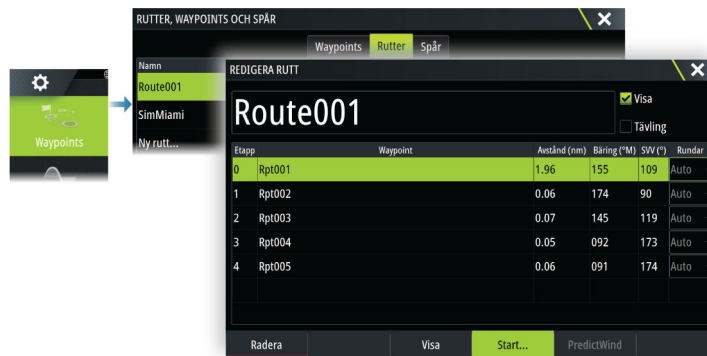 RUTTER, WAYPOINTS OCH SPÅR
Waypoints Rutter Spår
Namn
Route001
SimMiami
Ny rutt...
Waypoints
REDIGERA RUTT
Route001
Visa
Tävling
Etapp Waypoint Avstånd (nm) Bäring (°M) SVV (°) Rundar
0 Rpt001 1.96 155 109 Auto
1 Rpt002 0.06 174 90 Auto
2 Rpt003 0.07 145 119 Auto
3 Rpt004 0.05 092 173 Auto
4 Rpt005 0.06 091 174 Auto
Radera Visa Start... PredictWind